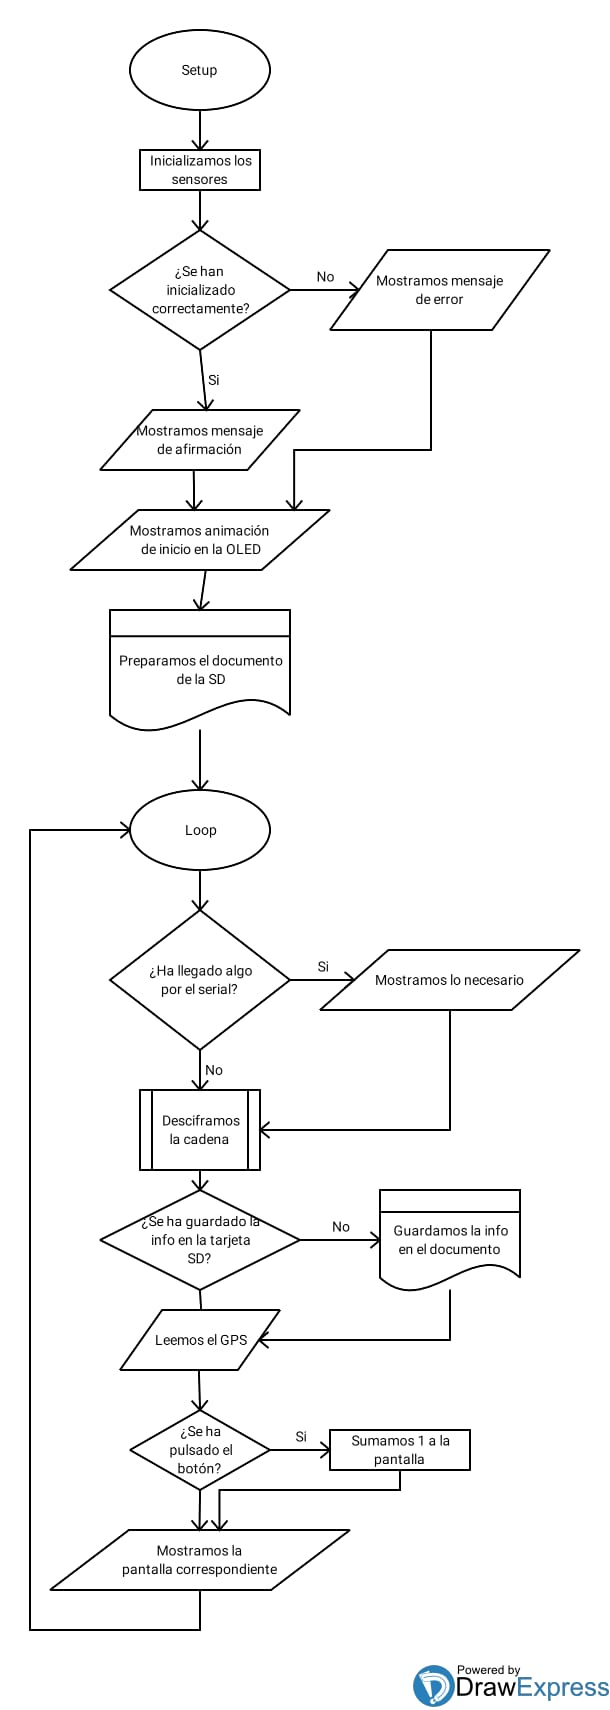 Setup
Inicializamos los
sensores
¿Se han
inicializado
correctamente?
No
Mostramos mensaje
de error
Si
Mostramos mensaje
de afirmación
Mostramos animación
de inicio en la OLED
Preparamos el documento
de la SD
Loop
¿Ha llegado algo
por el serial?
Si
Mostramos lo necesario
No
Desciframos
la cadena
¿Se ha guardado la
info en la tarjeta
SD?
No
Guardamos la info
en el documento
Leemos el GPS
¿Se ha
pulsado el
botón?
Si
Sumamos 1 a la
pantalla
Mostramos la
pantalla correspondiente
Powered by
DrawExpress